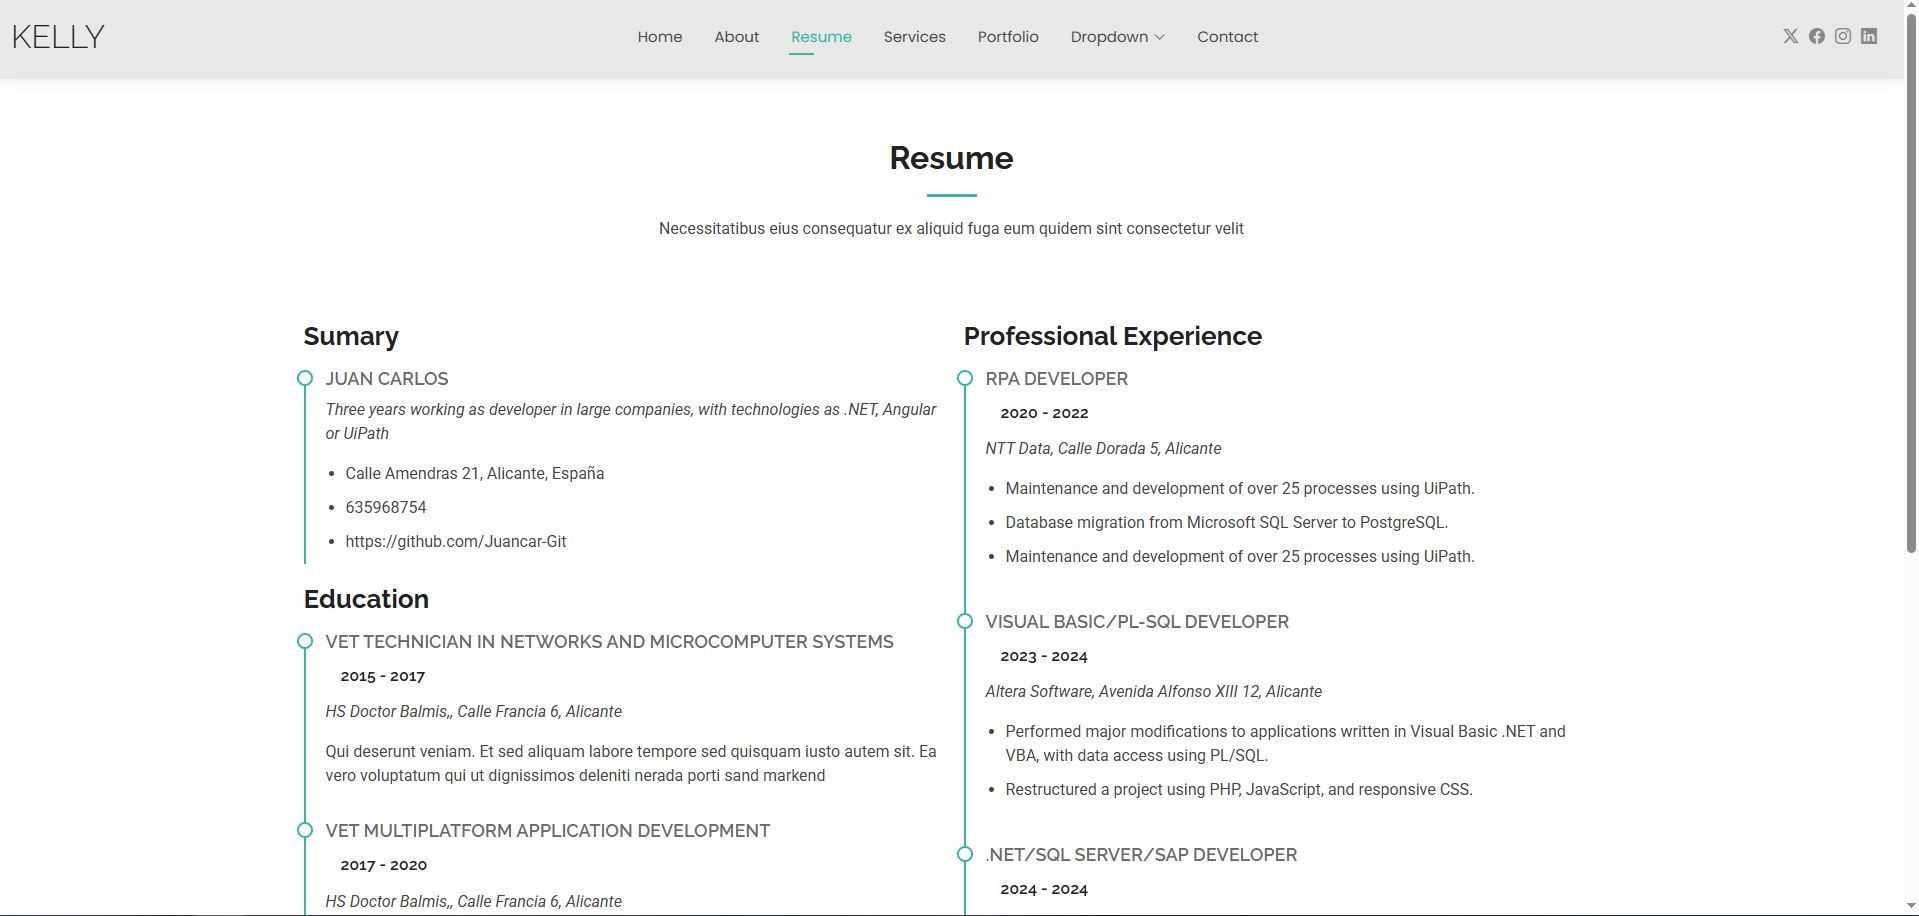 KELLY
Home About Resume Services Portfolio Dropdown Contact
Resume
Necessitatibus eius consequatur ex aliquid fuga eum quidem sint consectetur velit
Sumary
JUAN CARLOS
Three years working as developer in large companies, with technologies as .NET, Angular
or UiPath
• Calle Amendras 21, Alicante, España
• 635968754
• https://github.com/Juancar-Git
Education
VET TECHNICIAN IN NETWORKS AND MICROCOMPUTER SYSTEMS
2015 - 2017
HS Doctor Balmis,, Calle Francia 6, Alicante
Qui deserunt veniam. Et sed aliquam labore tempore sed quisquam iusto autem sit. Ea
vero voluptatum qui ut dignissimos deleniti nerada porti sand markend
VET MULTIPLATFORM APPLICATION DEVELOPMENT
2017 - 2020
HS Doctor Balmis,, Calle Francia 6, Alicante
Professional Experience
RPA DEVELOPER
2020 - 2022
NTT Data, Calle Dorada 5, Alicante
• Maintenance and development of over 25 processes using UiPath.
• Database migration from Microsoft SQL Server to PostgreSQL.
• Maintenance and development of over 25 processes using UiPath.
VISUAL BASIC/PL-SQL DEVELOPER
2023 - 2024
Altera Software, Avenida Alfonso XIII 12, Alicante
• Performed major modifications to applications written in Visual Basic .NET and
VBA, with data access using PL/SQL.
• Restructured a project using PHP, JavaScript, and responsive CSS.
.NET/SQL SERVER/SAP DEVELOPER
2024 - 2024